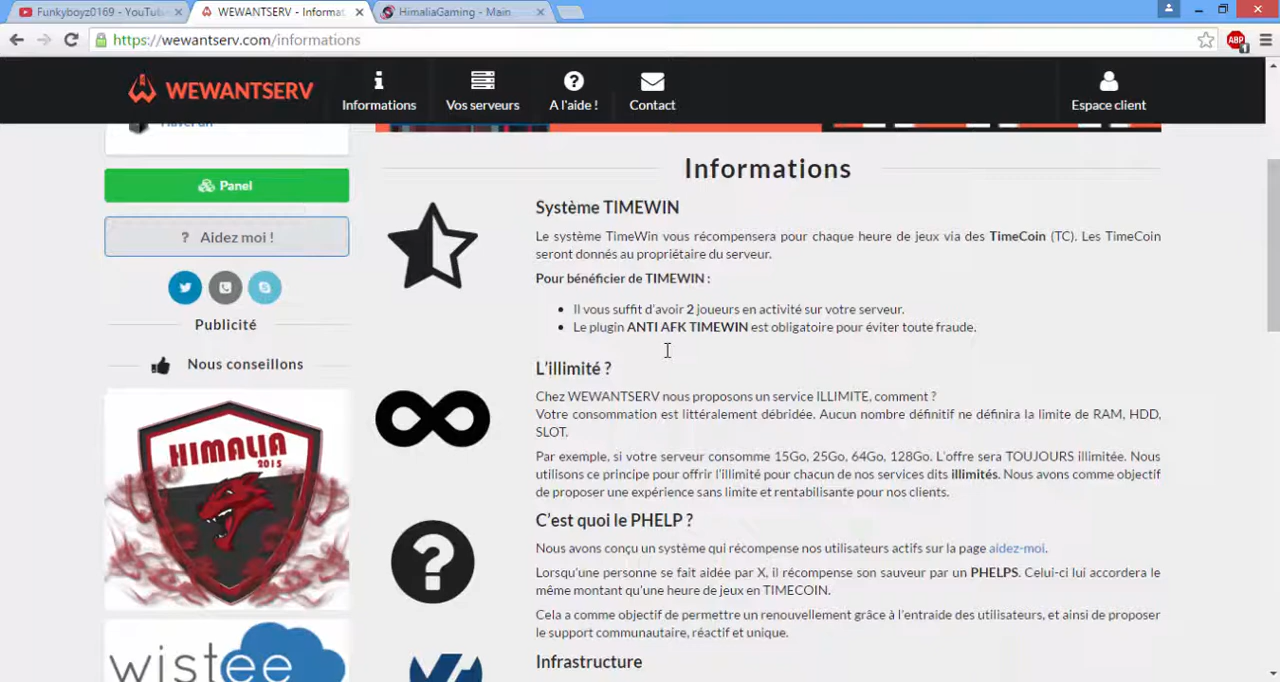 Funkyboyz0169 - YouTub
WEWANTSERV - Informat
HimaliaGaming - Main
https://wewantserv.com/informations
ABP
1
WEWANTSERV
Informations
Vos serveurs
A l'aide !
Contact
Espace client
Panel
? Aidez moi !
Publicité
Nous conseillons
HIMALIA
2015
wistee
Informations
Système TIMEWIN
Le système TimeWin vous récompensera pour chaque heure de jeux via des TimeCoin (TC). Les TimeCoin
seront donnés au propriétaire du serveur.
Pour bénéficier de TIMEWIN :
Il vous suffit d'avoir 2 joueurs en activité sur votre serveur.
Le plugin ANTI AFK TIMEWIN est obligatoire pour éviter toute fraude.
L'illimité ?
Chez WEWANTSERV nous proposons un service ILLIMITE, comment ?
Votre consommation est littéralement débridée. Aucun nombre définitif ne définira la limite de RAM, HDD,
SLOT.
Par exemple, si votre serveur consomme 15Go, 25Go, 64Go, 128Go. L'offre sera TOUJOURS illimitée. Nous
utilisons ce principe pour offrir l'illimité pour chacun de nos services dits illimités. Nous avons comme objectif
de proposer une expérience sans limite et rentabilisante pour nos clients.
C'est quoi le PHELP ?
Nous avons conçu un système qui récompense nos utilisateurs actifs sur la page aidez-moi.
Lorsqu'une personne se fait aidée par X, il récompense son sauveur par un PHELPS. Celui-ci lui accordera le
même montant qu'une heure de jeux en TIMECOIN.
Cela a comme objectif de permettre un renouvellement grâce à l'entraide des utilisateurs, et ainsi de proposer
le support communautaire, réactif et unique.
Infrastructure